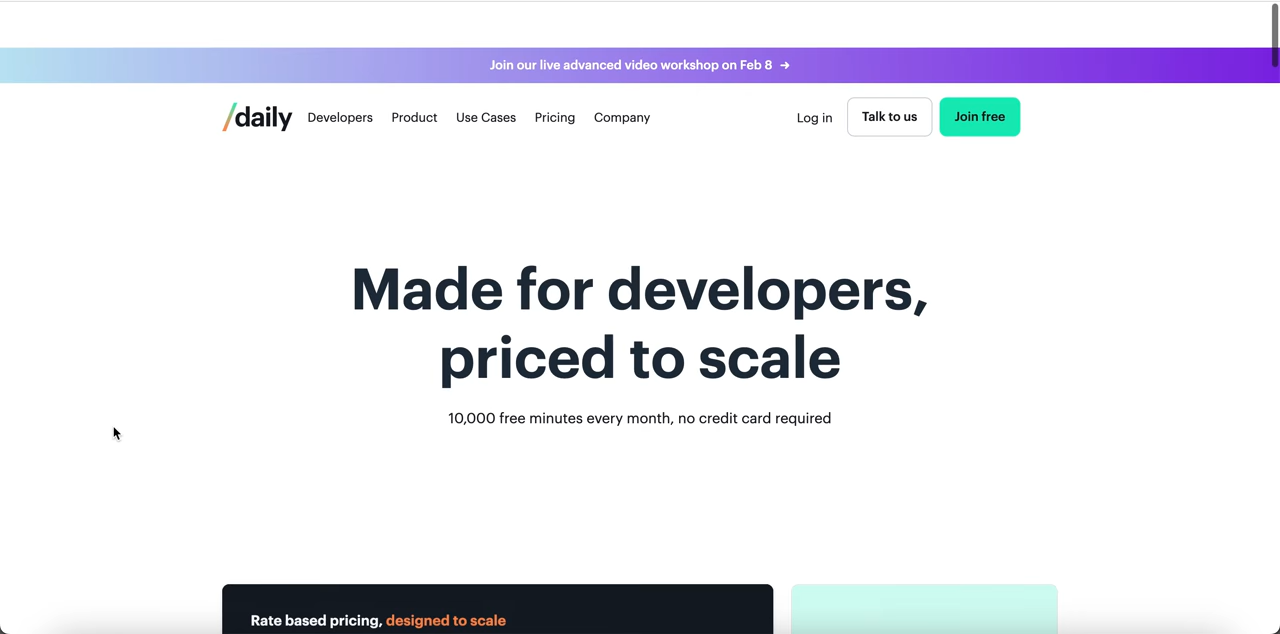 Join our live advanced video workshop on Feb 8 →
/daily Developers Product Use Cases Pricing Company Log in Talk to us Join free
Made for developers,
priced to scale
10,000 free minutes every month, no credit card required
Rate based pricing, designed to scale